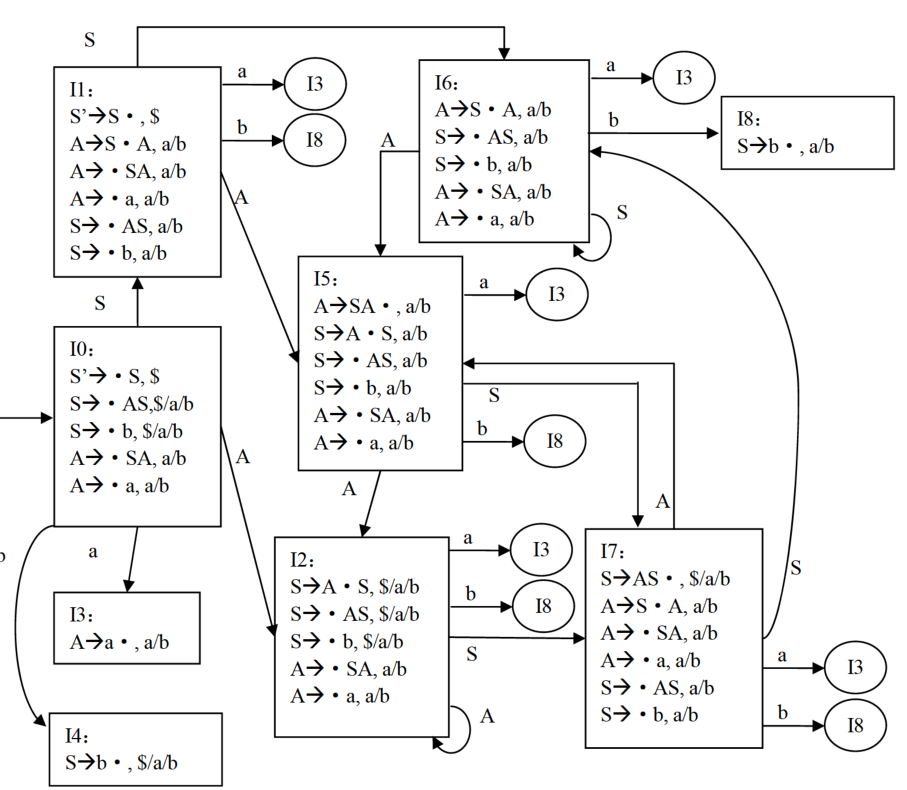 S
I1：
S’→S・, $
A→S・A, a/b
A→・SA, a/b
A→・a, a/b
S→・AS, a/b
S→・b, a/b
a
I3
b
I8
A
I6：
A→S・A, a/b
S→・AS, a/b
S→・b, a/b
A→・SA, a/b
A→・a, a/b
a
I3
b
I8：
S→b・, a/b
S
A
I5：
A→SA・, a/b
S→A・S, a/b
S→・AS, a/b
S→・b, a/b
A→・SA, a/b
A→・a, a/b
a
I3
S
b
I8
A
S
I0：
S’→・S, $
S→・AS,$/a/b
S→・b, $/a/b
A→・SA, a/b
A→・a, a/b
A
a
I3：
A→a・, a/b
I4：
S→b・, $/a/b
I2：
S→A・S, $/a/b
S→・AS, $/a/b
S→・b, $/a/b
A→・SA, a/b
A→・a, a/b
a
I3
b
I8
S
A
I7：
S→AS・, $/a/b
A→S・A, a/b
A→・SA, a/b
A→・a, a/b
S→・AS, a/b
S→・b, a/b
A
S
a
I3
b
I8